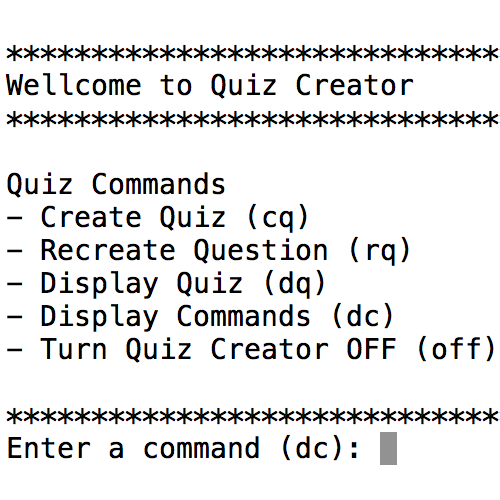 *****************************
Wellcome to Quiz Creator
*****************************
Quiz Commands
- Create Quiz (cq)
- Recreate Question (rq)
- Display Quiz (dq)
- Display Commands (dc)
- Turn Quiz Creator OFF (off)
*****************************
Enter a command (dc):